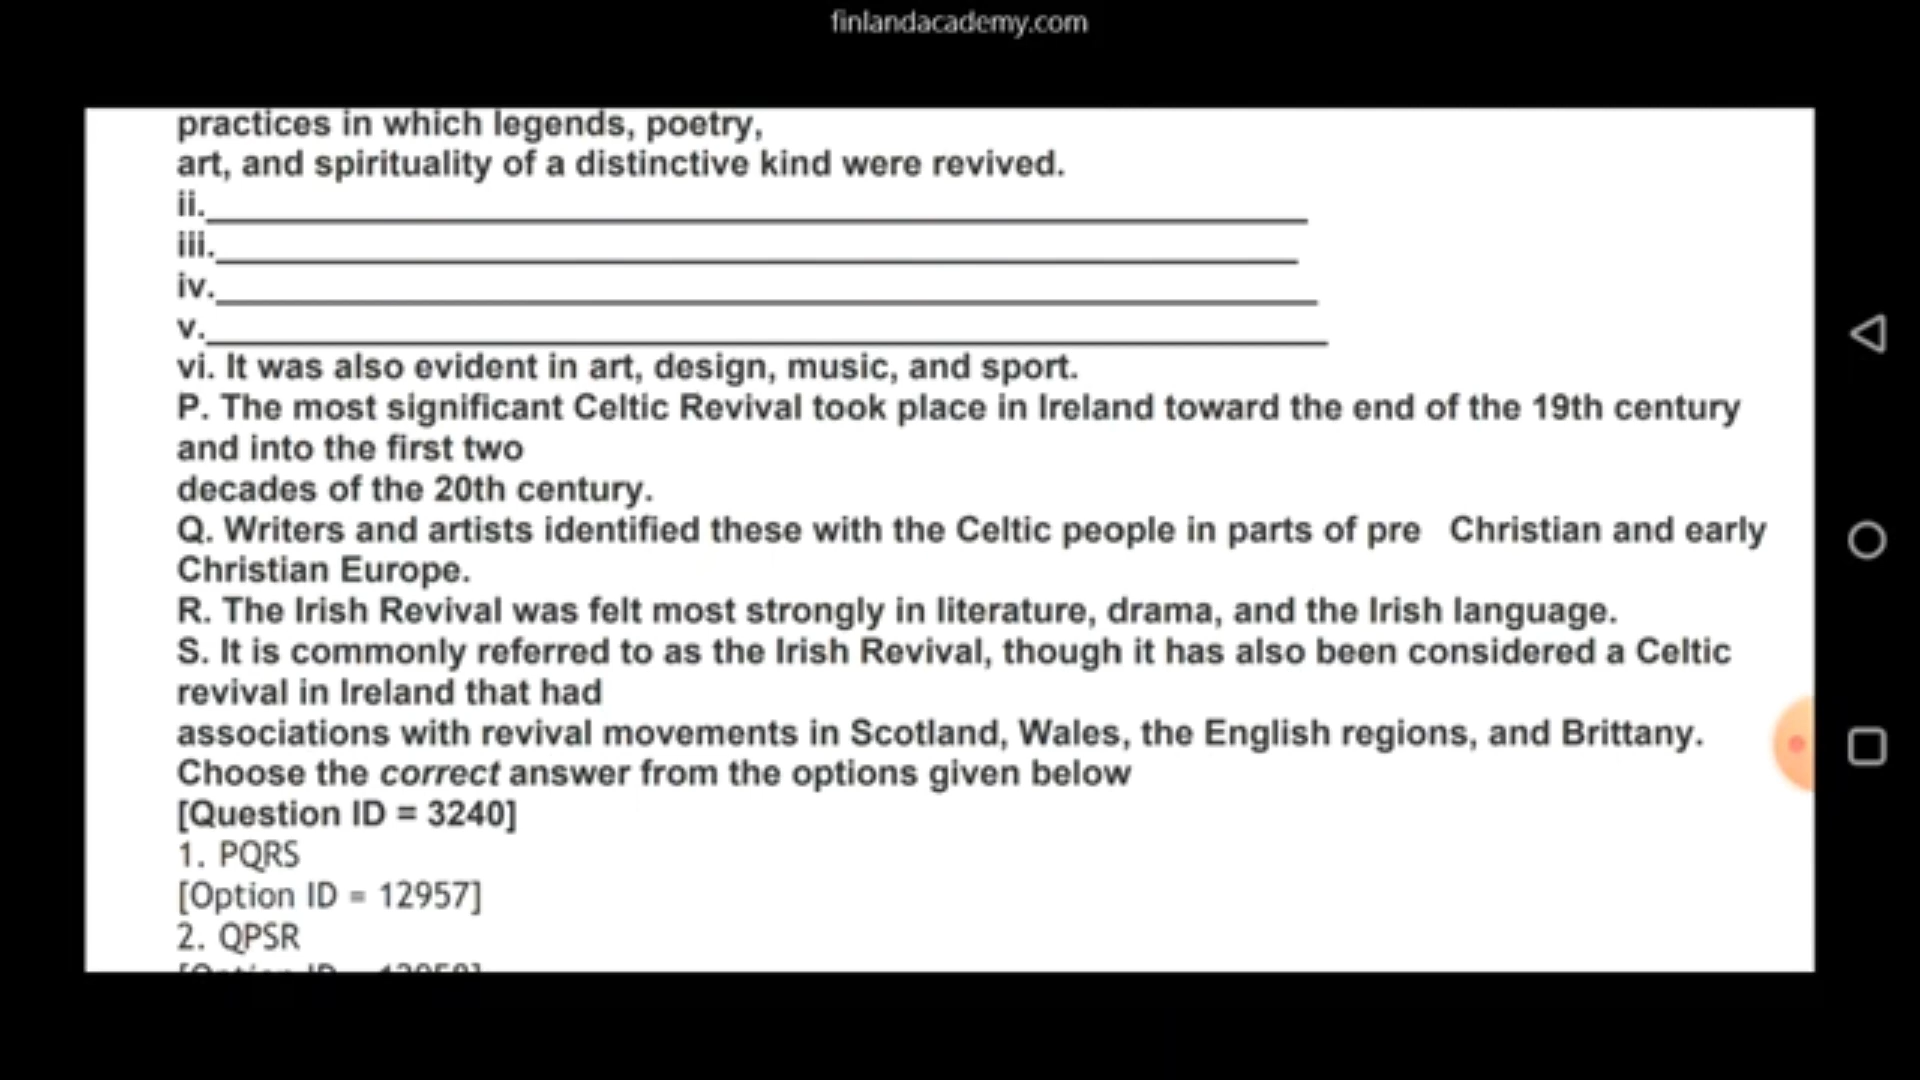 finlandacademy.com
practices in which legends, poetry,
art, and spirituality of a distinctive kind were revived.
ii.
iii.
iv.
v.
vi. It was also evident in art, design, music, and sport.
P. The most significant Celtic Revival took place in Ireland toward the end of the 19th century
and into the first two
decades of the 20th century.
Q. Writers and artists identified these with the Celtic people in parts of pre Christian and early
Christian Europe.
R. The Irish Revival was felt most strongly in literature, drama, and the Irish language.
S. It is commonly referred to as the Irish Revival, though it has also been considered a Celtic
revival in Ireland that had
associations with revival movements in Scotland, Wales, the English regions, and Brittany.
Choose the correct answer from the options given below
[Question ID = 3240]
1. PQRS
[Option ID = 12957]
2. QPSR
[Option ID = 12958]